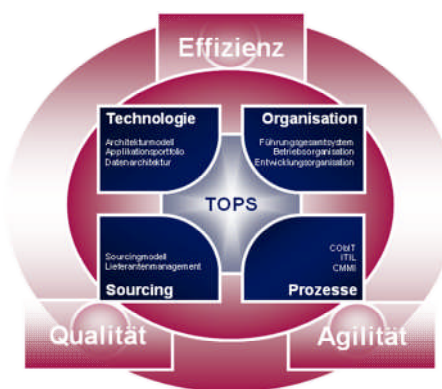 Effizienz
Technologie
Architekturmodell
Applikationsportfolio
Datenarchitektur
Organisation
Führungsgesamtsystem
Betriebsorganisation
Entwicklungsorganisation
TOPS
Sourcingmodell
Lieferantenmanagement
Sourcing
CObIT
ITIL
CMMI
Prozesse
Qualität
Agilität